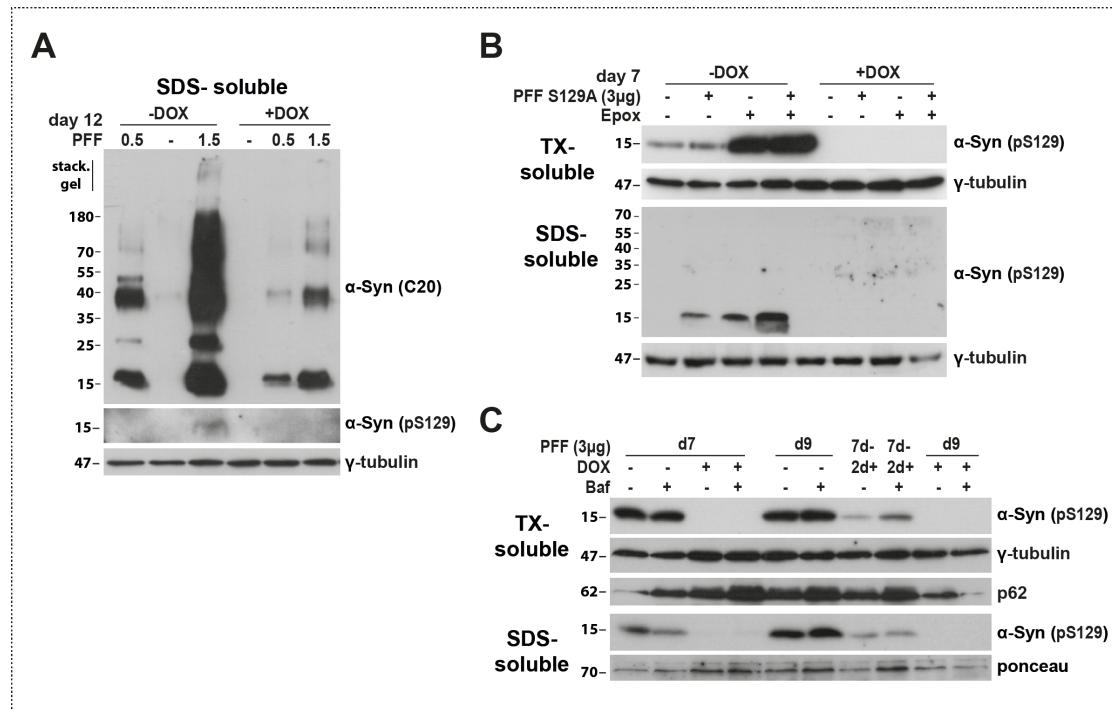 A
SDS- soluble
day 12
-DOX
+DOX
PFF
0.5 - 1.5 - 0.5 1.5
stack.
gel
180
70
55
40
35
25
15
α-Syn (C20)
15
α-Syn (pS129)
47
γ-tubulin
B
day 7
-DOX
+DOX
PFF S129A (3µg) - + - + - + - +
Epox - - + + - - + +
TX-
soluble
15
α-Syn (pS129)
47
γ-tubulin
SDS-
soluble
70
55
40
35
25
15
α-Syn (pS129)
47
γ-tubulin
C
PFF (3µg) d7 d9 7d- 7d- d9
DOX - - + + - - 2d+ 2d+ + +
Baf - + - + - + - + - +
TX-
soluble
15
α-Syn (pS129)
47
γ-tubulin
62
p62
SDS-
soluble
15
α-Syn (pS129)
70
ponceau